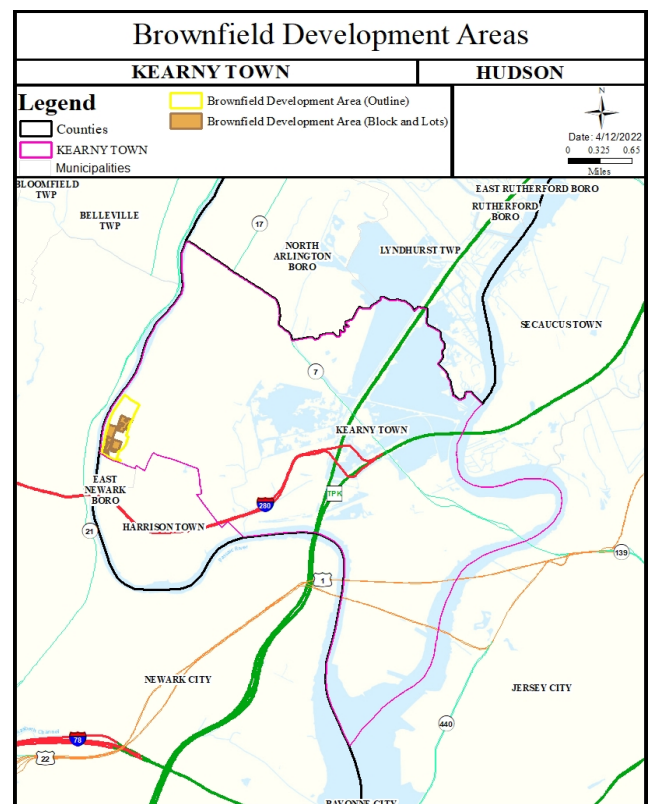 Brownfield Development Areas
KEARNY TOWN
HUDSON
Legend
Counties
KEARNY TOWN
Municipalities
Brownfield Development Area (Outline)
Brownfield Development Area (Block and Lots)
N
Date: 4/12/2022
0 0.325 0.65
Miles
BLOOMFIELD
TWP
BELLEVILLE
TWP
17
NORTH
ARLINGTON
BORO
LYNDHURST TWP
EAST RUTHERFORD BORO
RUTHERFORD
BORO
SECAUCUS TOWN
7
KEARNY TOWN
EAST
NEWARK
BORO
HARRISON TOWN
21
280
TPK
1
139
NEWARK CITY
JERSEY CITY
440
78
22
BAYONNE CITY